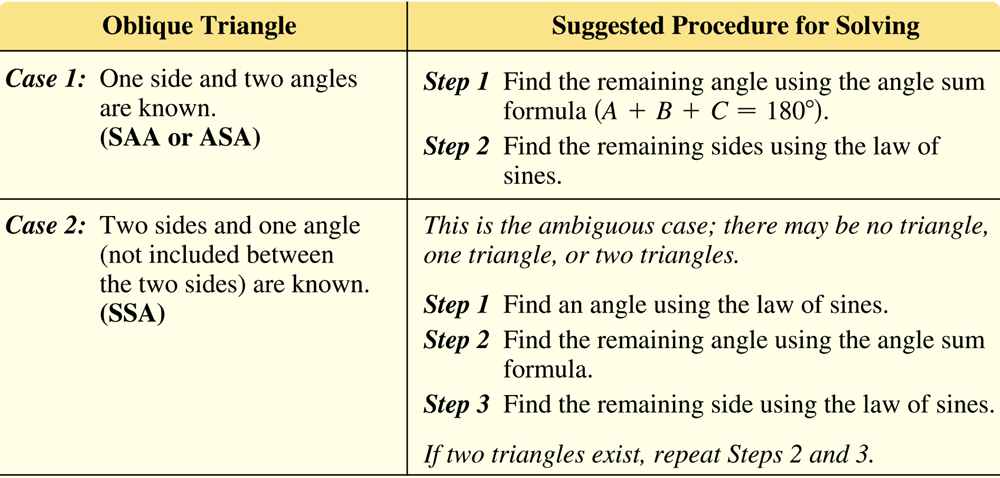 Oblique Triangle
Suggested Procedure for Solving
Case 1: One side and two angles
are known.
(SAA or ASA)
Step 1 Find the remaining angle using the angle sum
formula (A + B + C = 180°).
Step 2 Find the remaining sides using the law of
sines.
Case 2: Two sides and one angle
(not included between
the two sides) are known.
(SSA)
This is the ambiguous case; there may be no triangle,
one triangle, or two triangles.
Step 1 Find an angle using the law of sines.
Step 2 Find the remaining angle using the angle sum
formula.
Step 3 Find the remaining side using the law of sines.
If two triangles exist, repeat Steps 2 and 3.